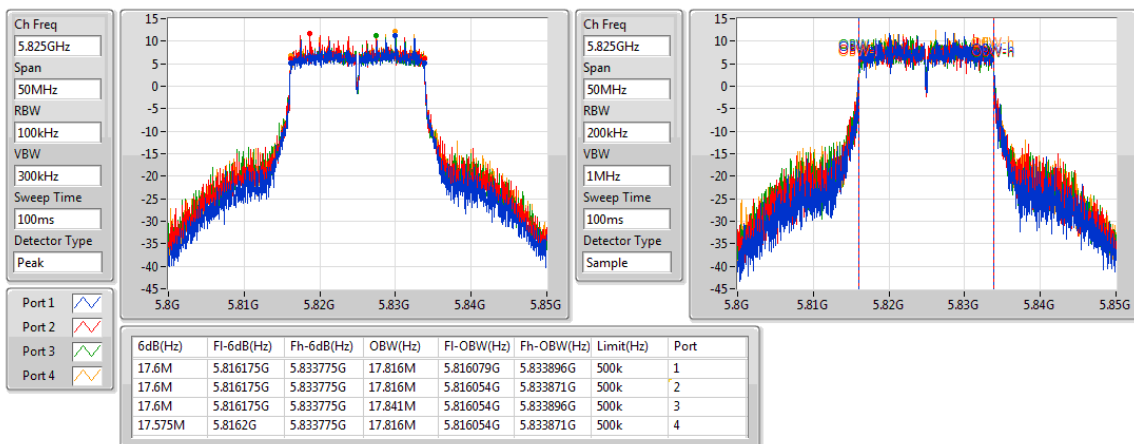 Ch Freq
5.825GHz
Span
50MHz
RBW
100kHz
VBW
300kHz
Sweep Time
100ms
Detector Type
Peak
15
10
5
0
-5
-10
-15
-20
-25
-30
-35
-40
-45
5.8G 5.81G 5.82G 5.83G 5.84G 5.85G
Ch Freq
5.825GHz
Span
50MHz
RBW
200kHz
VBW
1MHz
Sweep Time
100ms
Detector Type
Sample
15
10
5
0
-5
-10
-15
-20
-25
-30
-35
-40
-45
5.8G 5.81G 5.82G 5.83G 5.84G 5.85G
Port 1
Port 2
Port 3
Port 4
6dB(Hz) Fl-6dB(Hz) Fh-6dB(Hz) OBW(Hz) Fl-OBW(Hz) Fh-OBW(Hz) Limit(Hz) Port
17.6M 5.816175G 5.833775G 17.816M 5.816079G 5.833896G 500k 1
17.6M 5.816175G 5.833775G 17.816M 5.816054G 5.833871G 500k 2
17.6M 5.816175G 5.833775G 17.841M 5.816054G 5.833896G 500k 3
17.575M 5.8162G 5.833775G 17.816M 5.816054G 5.833871G 500k 4